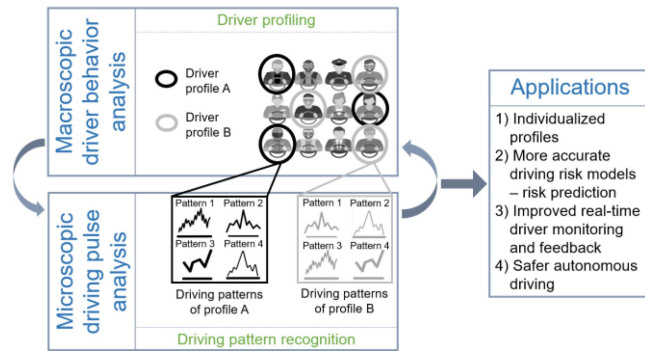 Macroscopic
driver behavior
analysis
Driver profiling
Driver
profile A
Driver
profile B
Microscopic
driving pulse
analysis
Pattern 1
Pattern 2
Pattern 3
Pattern 4
Driving patterns
of profile A
Pattern 1
Pattern 2
Pattern 3
Pattern 4
Driving patterns
of profile B
Driving pattern recognition
Applications
1) Individualized
profiles
2) More accurate
driving risk models
– risk prediction
3) Improved real-time
driver monitoring
and feedback
4) Safer autonomous
driving